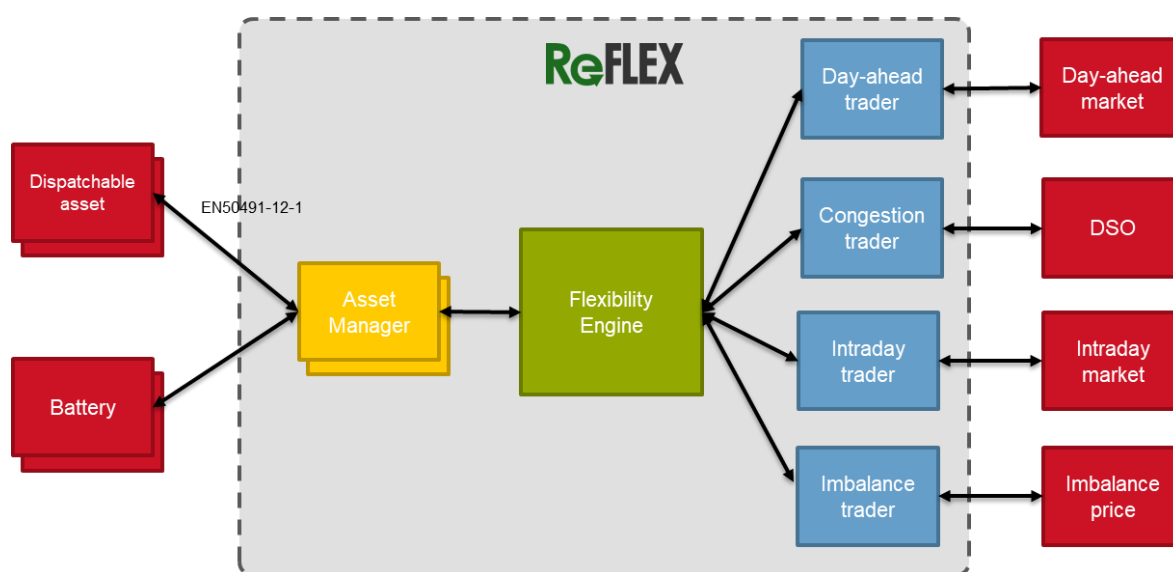 ReFLEX
Day-ahead
trader
Day-ahead
market
Dispatchable
asset
EN50491-12-1
Congestion
trader
DSO
Asset
Manager
Flexibility
Engine
Intraday
trader
Intraday
market
Battery
Imbalance
trader
Imbalance
price